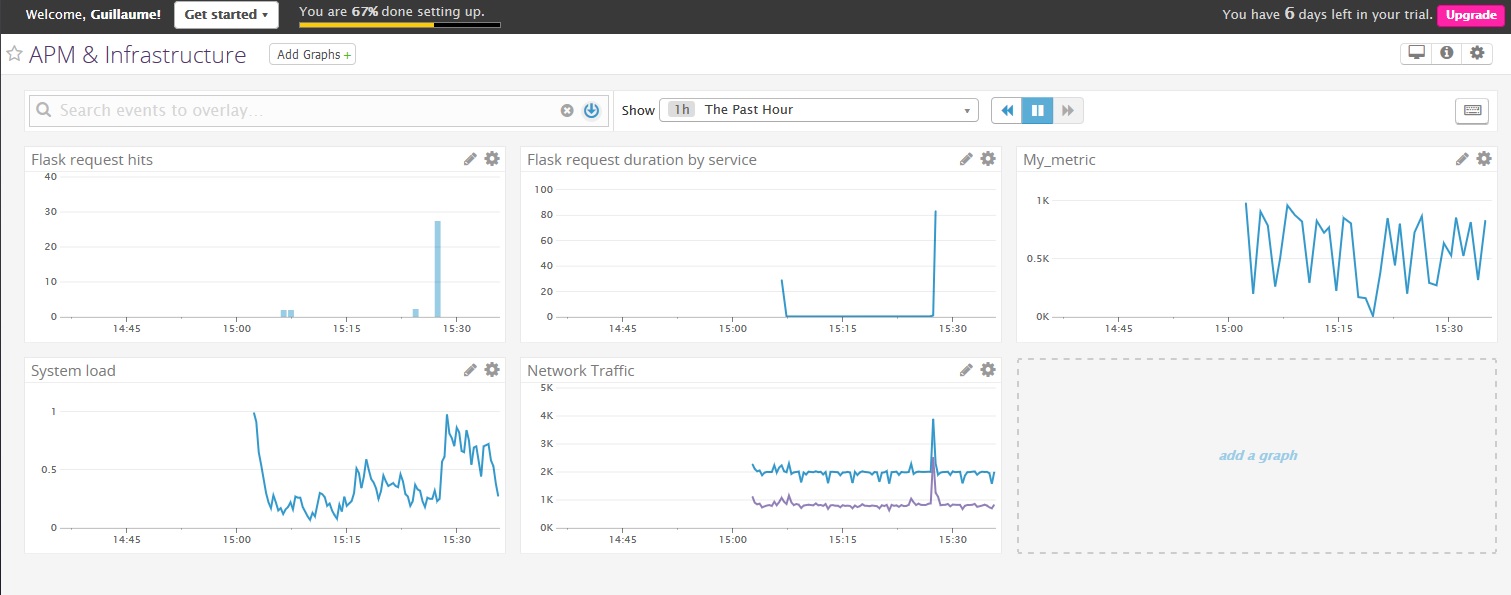 Welcome, Guillaume! Get started You are 67% done setting up. You have 6 days left in your trial. Upgrade
APM & Infrastructure Add Graphs +
Search events to overlay... Show 1h The Past Hour
Flask request hits
40
30
20
10
0
14:45 15:00 15:15 15:30
Flask request duration by service
100
80
60
40
20
0
14:45 15:00 15:15 15:30
My_metric
1K
0.5K
0K
14:45 15:00 15:15 15:30
System load
1
0.5
0
14:45 15:00 15:15 15:30
Network Traffic
5K
4K
3K
2K
1K
0K
14:45 15:00 15:15 15:30
add a graph